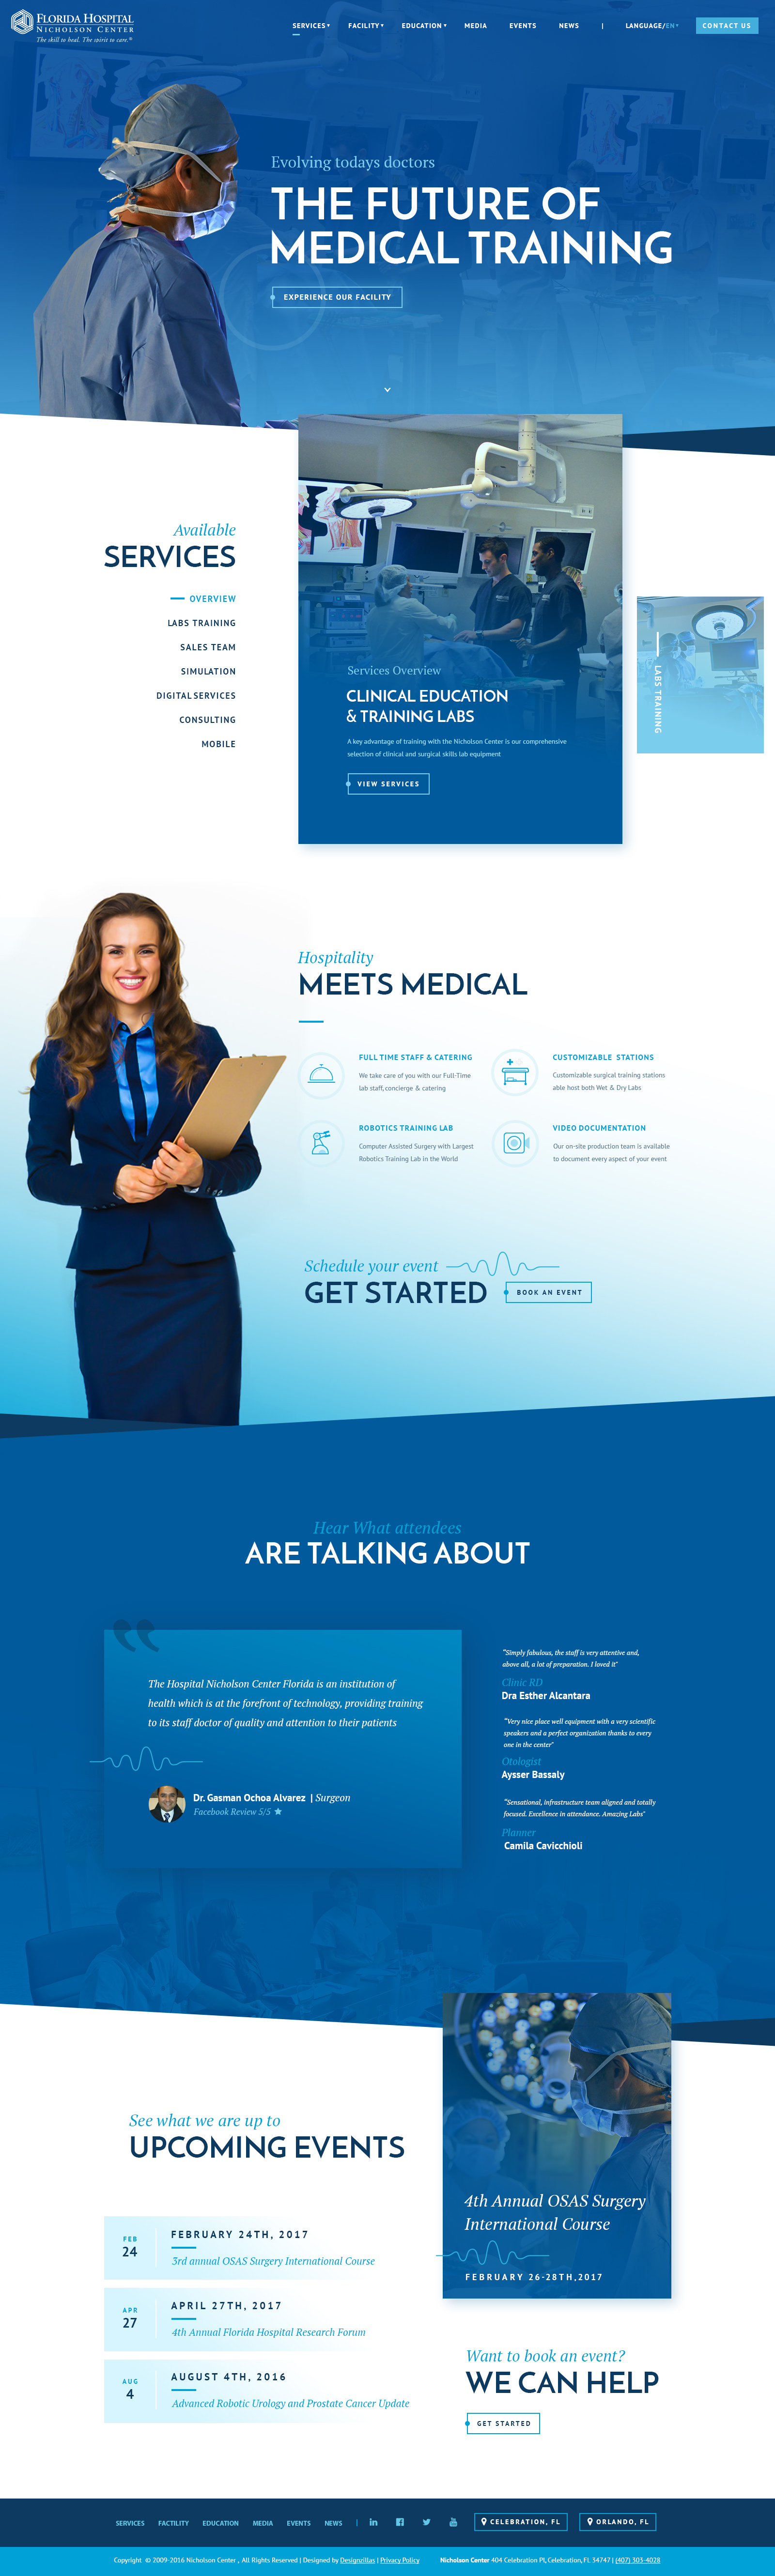 FLORIDA HOSPITAL
NICHOLSON CENTER
The skill to heal. The spirit to care.®
SERVICES
FACILITY
EDUCATION
MEDIA
EVENTS
NEWS
|
LANGUAGE/EN
CONTACT US
Evolving todays doctors
THE FUTURE OF
MEDICAL TRAINING
EXPERIENCE OUR FACILITY
Available
SERVICES
OVERVIEW
LABS TRAINING
SALES TEAM
SIMULATION
DIGITAL SERVICES
CONSULTING
MOBILE
Services Overview
CLINICAL EDUCATION
& TRAINING LABS
A key advantage of training with the Nicholson Center is our comprehensive
selection of clinical and surgical skills lab equipment
VIEW SERVICES
LABS TRAINING
Hospitality
MEETS MEDICAL
FULL TIME STAFF & CATERING
We take care of you with our Full-Time
lab staff, concierge & catering
CUSTOMIZABLE STATIONS
Customizable surgical training stations
able host both Wet & Dry Labs
ROBOTICS TRAINING LAB
Computer Assisted Surgery with Largest
Robotics Training Lab in the World
VIDEO DOCUMENTATION
Our on-site production team is available
to document every aspect of your event
Schedule your event
GET STARTED
BOOK AN EVENT
Hear What attendees
ARE TALKING ABOUT
“
The Hospital Nicholson Center Florida is an institution of
health which is at the forefront of technology, providing training
to its staff doctor of quality and attention to their patients
Dr. Gasman Ochoa Alvarez | Surgeon
Facebook Review 5/5 ★
"Simply fabulous, the staff is very attentive and,
above all, a lot of preparation. I loved it"
Clinic RD
Dra Esther Alcantara
"Very nice place well equipment with a very scientific
speakers and a perfect organization thanks to every
one in the center"
Otologist
Aysser Bassaly
"Sensational, infrastructure team aligned and totally
focused. Excellence in attendance. Amazing Labs"
Planner
Camila Cavicchioli
See what we are up to
UPCOMING EVENTS
FEB
24
FEBRUARY 24TH, 2017
3rd annual OSAS Surgery International Course
APR
27
APRIL 27TH, 2017
4th Annual Florida Hospital Research Forum
AUG
4
AUGUST 4TH, 2016
Advanced Robotic Urology and Prostate Cancer Update
4th Annual OSAS Surgery
International Course
FEBRUARY 26-28TH,2017
Want to book an event?
WE CAN HELP
GET STARTED
SERVICES
FACTILITY
EDUCATION
MEDIA
EVENTS
NEWS
|
CELEBRATION, FL
ORLANDO, FL
Copyright © 2009-2016 Nicholson Center , All Rights Reserved | Designed by Designzillas | Privacy Policy
Nicholson Center 404 Celebration Pl, Celebration, FL 34747 | (407) 303-4028